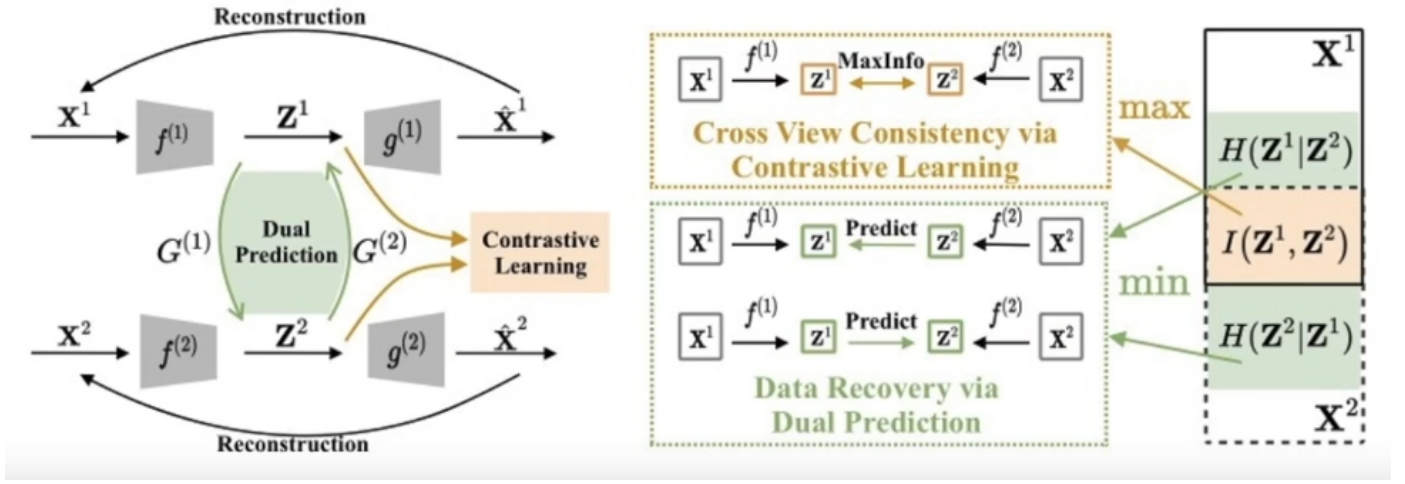 Reconstruction
X¹ f⁽¹⁾ Z¹ g⁽¹⁾ X̂¹
G⁽¹⁾ Dual Prediction G⁽²⁾
Contrastive
Learning
X² f⁽²⁾ Z² g⁽²⁾ X̂²
Reconstruction
X¹ f⁽¹⁾ Z¹ MaxInfo Z² f⁽²⁾ X²
Cross View Consistency via
Contrastive Learning
X¹ f⁽¹⁾ Z¹ Predict Z² f⁽²⁾ X²
X¹ f⁽¹⁾ Z¹ Predict Z² f⁽²⁾ X²
Data Recovery via
Dual Prediction
max
min
X¹
H(Z¹|Z²)
I(Z¹, Z²)
H(Z²|Z¹)
X²